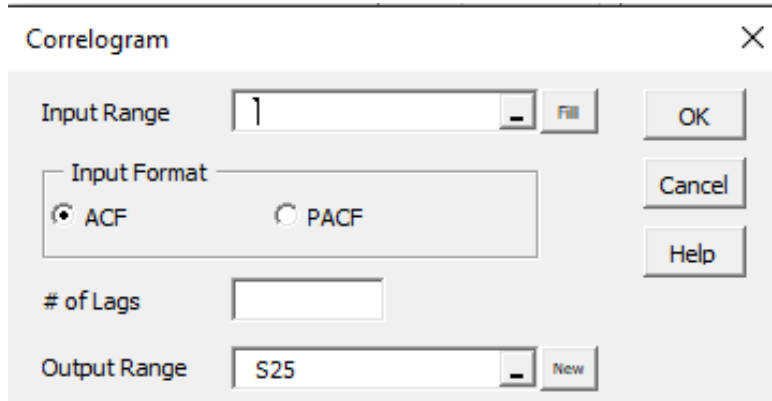 Correlogram
Input Range Fill OK
Input Format Cancel
ACF PACF
Help
# of Lags
Output Range S25 New